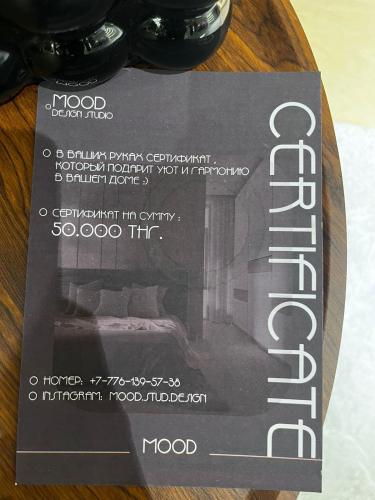 MOOD
DESIGN STUDIO
В ВАШИХ РУКАХ СЕРТИФИКАТ,
КОТОРЫЙ ПОДАРИТ УЮТ И ГАРМОНИЮ
В ВАШЕМ ДОМЕ :)
СЕРТИФИКАТ НА СУММУ :
50.000 ТНГ.
НОМЕР: +7-776-139-57-38
INSTAGRAM: MOOD.STUD.DESIGN
MOOD
CERTIFICATE